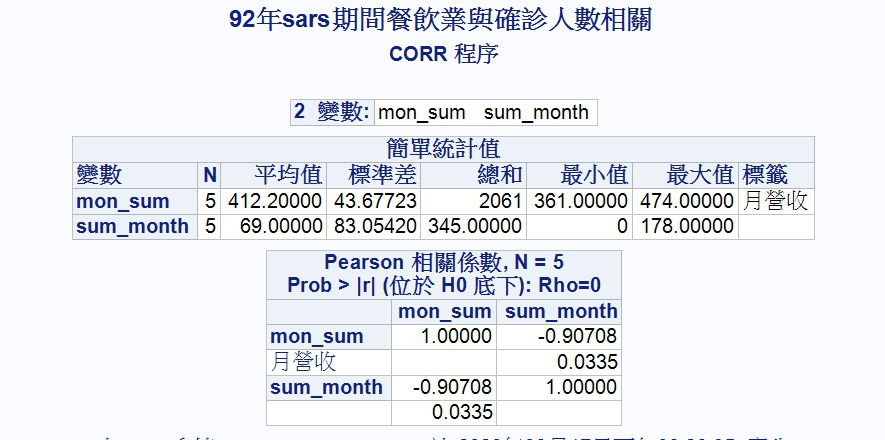 92年sars期間餐飲業與確診人數相關
CORR 程序
2 變數: mon_sum sum_month
簡單統計值
變數 N 平均值 標準差 總和 最小值 最大值 標籤
mon_sum 5 412.20000 43.67723 2061 361.00000 474.00000 月營收
sum_month 5 69.00000 83.05420 345.00000 0 178.00000
Pearson 相關係數, N = 5
Prob > |r| (位於 H0 底下): Rho=0
mon_sum sum_month
mon_sum 1.00000 -0.90708
月營收 0.0335
sum_month -0.90708 1.00000
0.0335